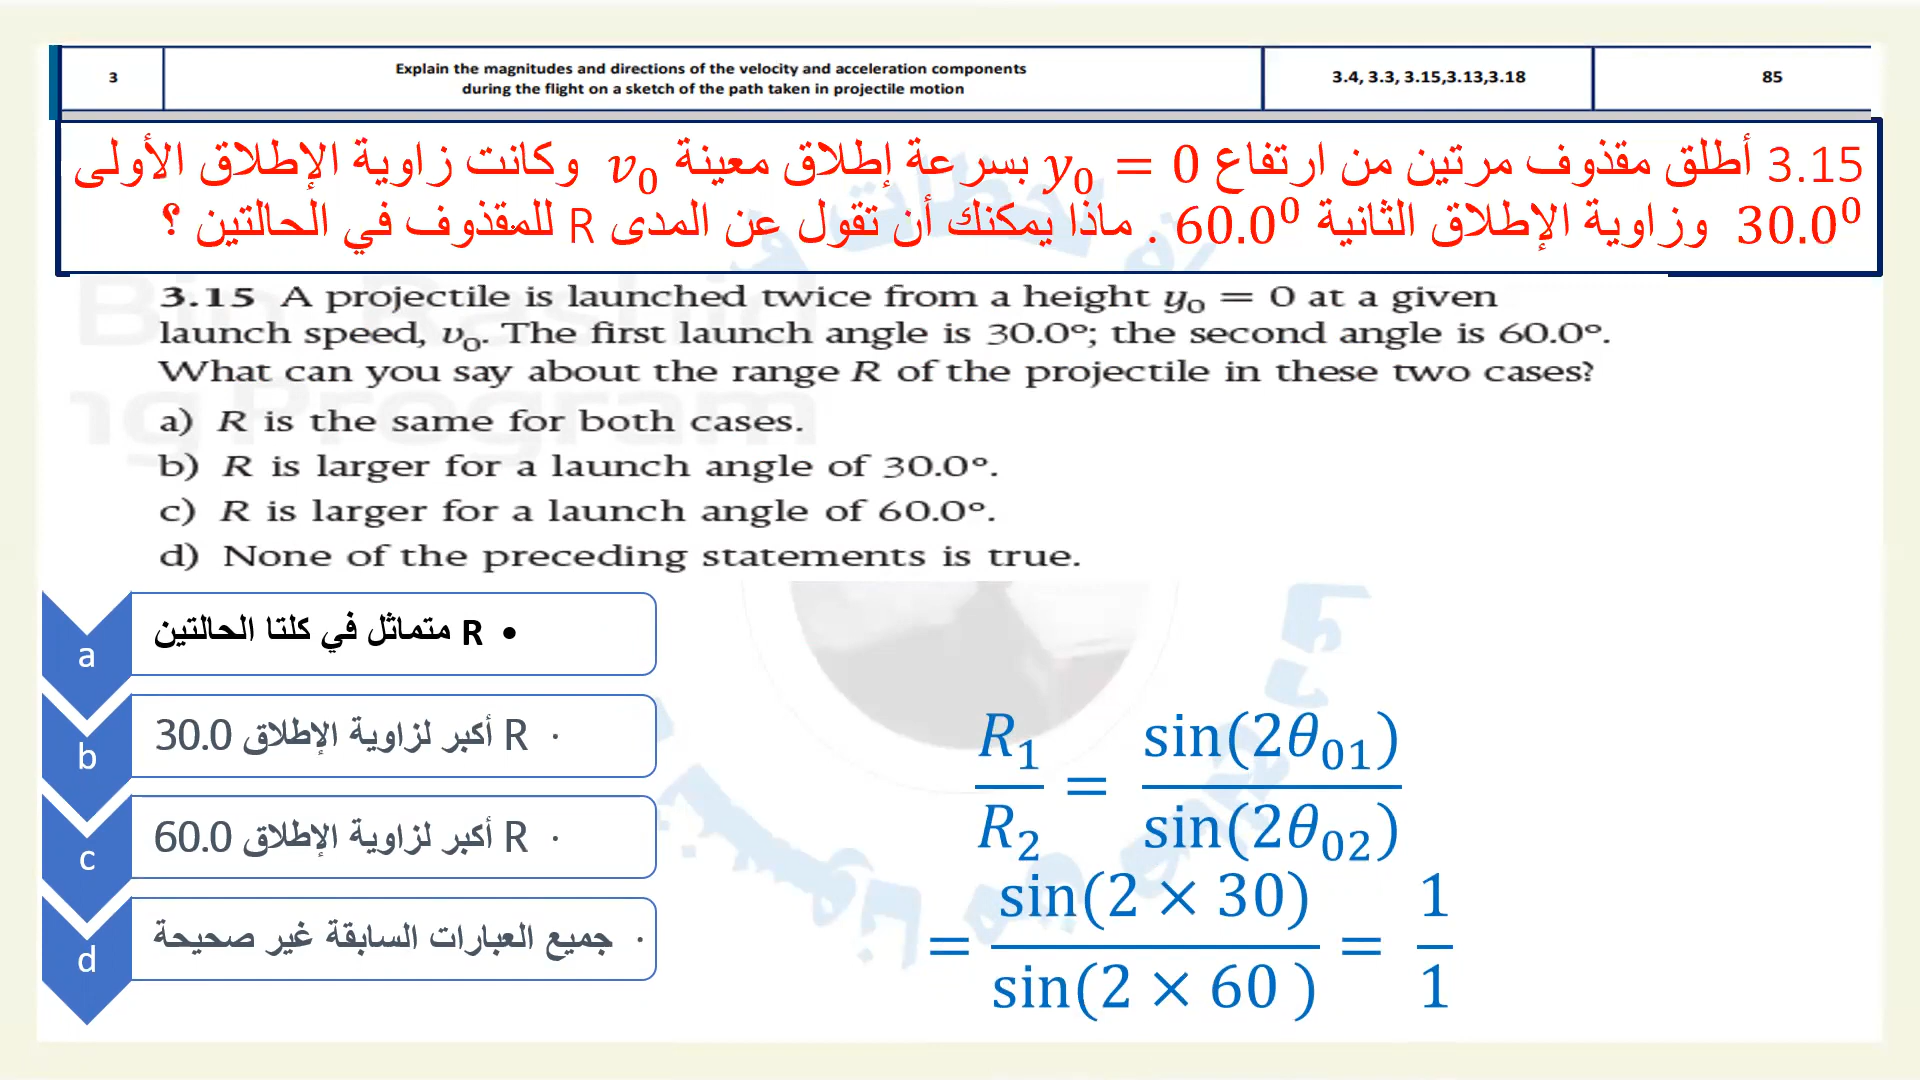 3 Explain the magnitudes and directions of the velocity and acceleration components 3.4, 3.3, 3.15,3.13,3.18 85
during the flight on a sketch of the path taken in projectile motion
3.15 أطلق مقذوف مرتين من ارتفاع y₀ = 0 بسرعة إطلاق معينة v₀ وكانت زاوية الإطلاق الأولى
30.0⁰ وزاوية الإطلاق الثانية 60.0⁰ . ماذا يمكنك أن تقول عن المدى R للمقذوف في الحالتين ؟
3.15 A projectile is launched twice from a height y₀ = 0 at a given
launch speed, v₀. The first launch angle is 30.0°; the second angle is 60.0°.
What can you say about the range R of the projectile in these two cases?
a) R is the same for both cases.
b) R is larger for a launch angle of 30.0°.
c) R is larger for a launch angle of 60.0°.
d) None of the preceding statements is true.
a
• R متماثل في كلتا الحالتين
b
· R أكبر لزاوية الإطلاق 30.0
c
· R أكبر لزاوية الإطلاق 60.0
d
· جميع العبارات السابقة غير صحيحة
R₁/R₂ = sin(2θ₀₁)/sin(2θ₀₂)
= sin(2 × 30)/sin(2 × 60 ) = 1/1
Bin Rashid
ng Program